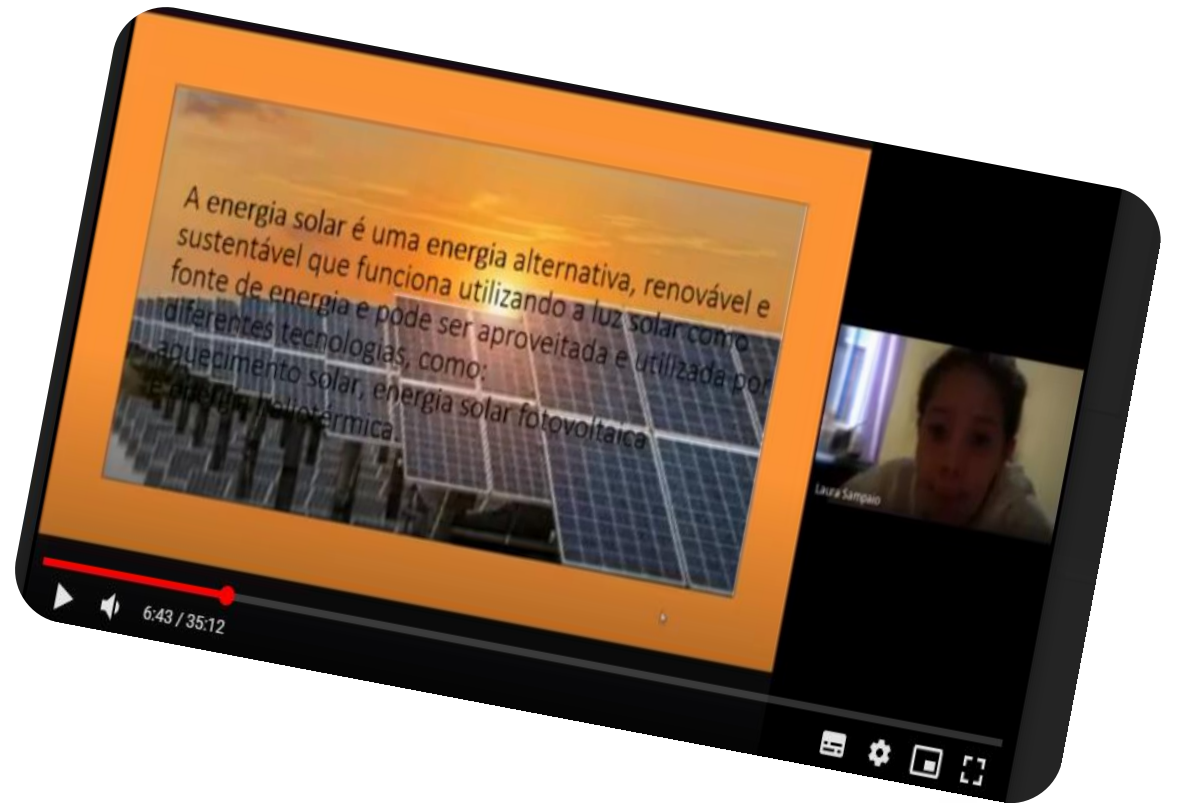 A energia solar é uma energia alternativa, renovável e
sustentável que funciona utilizando a luz solar como
fonte de energia e pode ser aproveitada e utilizada por
diferentes tecnologias, como:
aquecimento solar, energia solar fotovoltaica
e energia heliotérmica
Laura Sampaio
6:43 / 35:12